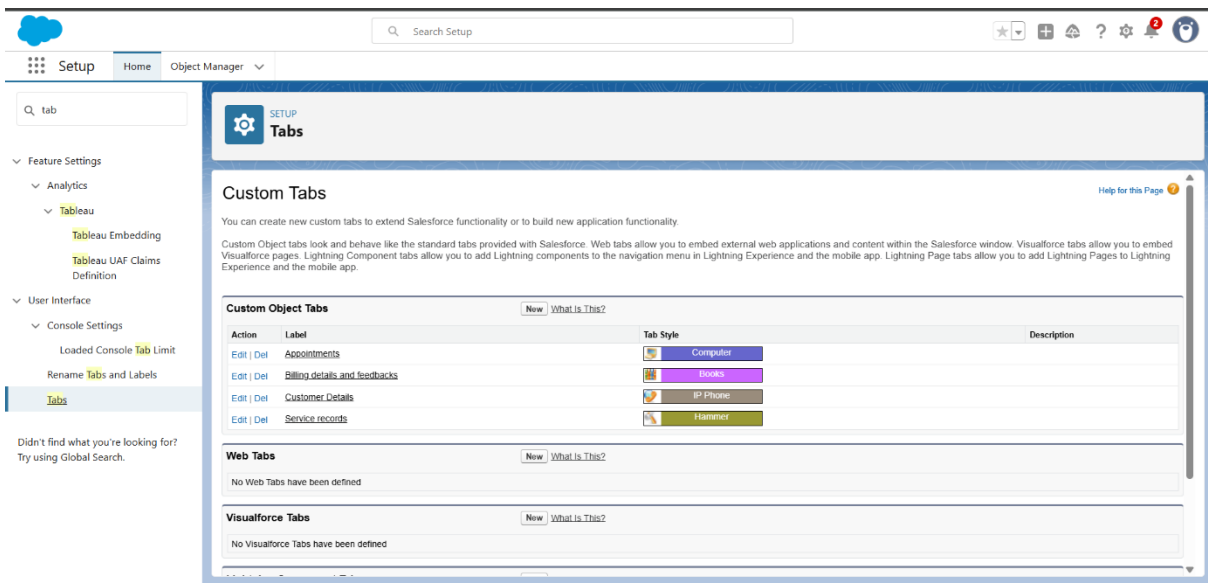 Search Setup
2
Setup
Home
Object Manager
tab
Feature Settings
Analytics
Tableau
Tableau Embedding
Tableau UAF Claims
Definition
User Interface
Console Settings
Loaded Console Tab Limit
Rename Tabs and Labels
Tabs
Didn't find what you're looking for?
Try using Global Search.
SETUP
Tabs
Custom Tabs
Help for this Page ?
You can create new custom tabs to extend Salesforce functionality or to build new application functionality.
Custom Object tabs look and behave like the standard tabs provided with Salesforce. Web tabs allow you to embed external web applications and content within the Salesforce window. Visualforce tabs allow you to embed
Visualforce pages. Lightning Component tabs allow you to add Lightning components to the navigation menu in Lightning Experience and the mobile app. Lightning Page tabs allow you to add Lightning Pages to Lightning
Experience and the mobile app.
Custom Object Tabs New What Is This?
Action Label Tab Style Description
Edit | Del Appointments Computer
Edit | Del Billing details and feedbacks Books
Edit | Del Customer Details IP Phone
Edit | Del Service records Hammer
Web Tabs New What Is This?
No Web Tabs have been defined
Visualforce Tabs New What Is This?
No Visualforce Tabs have been defined